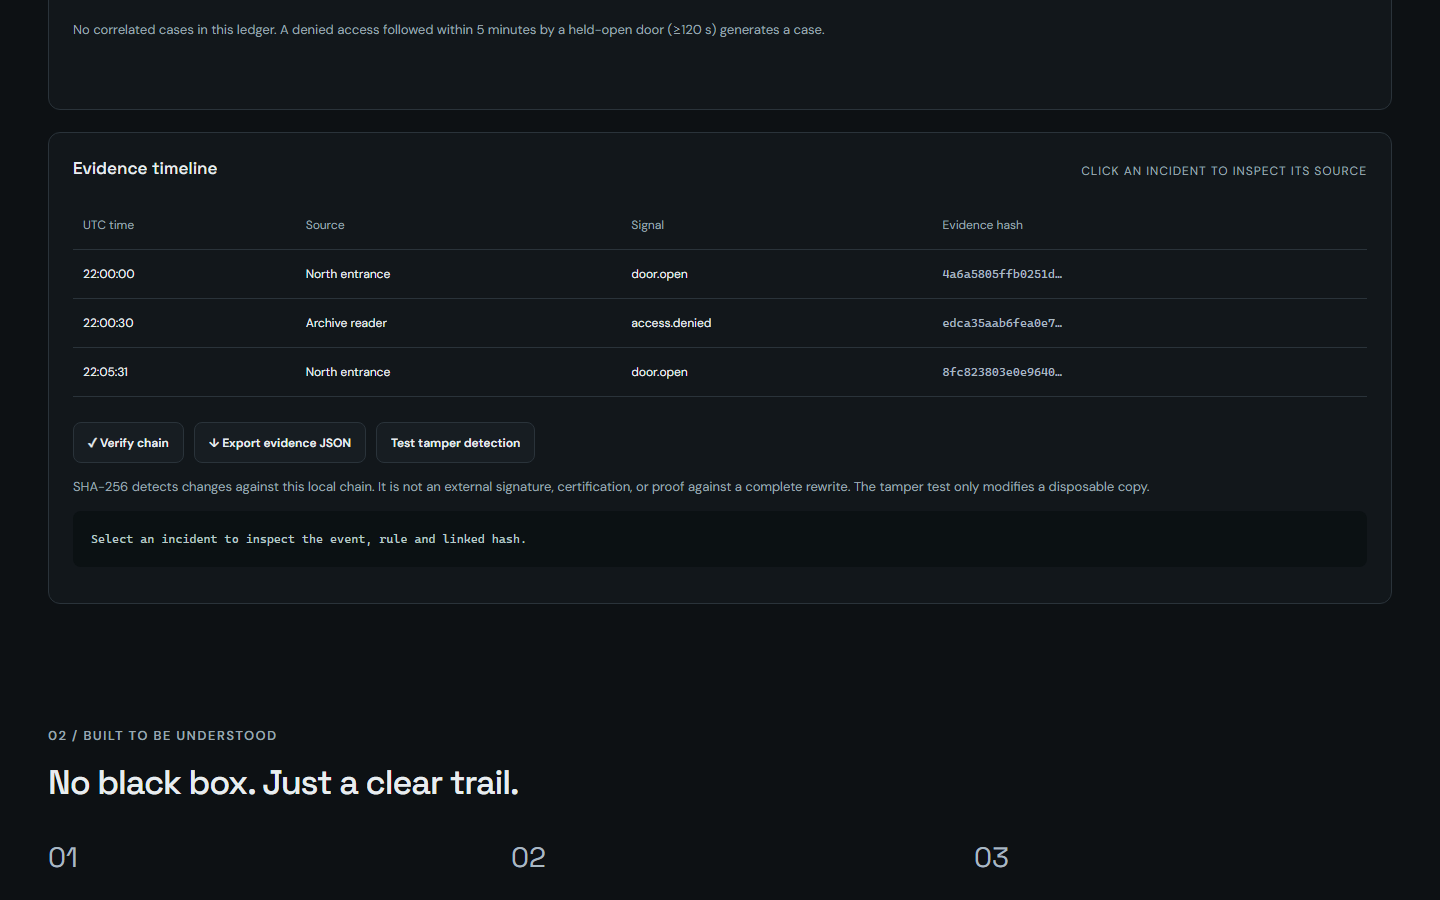 No correlated cases in this ledger. A denied access followed within 5 minutes by a held-open door (≥120 s) generates a case.
Evidence timeline
CLICK AN INCIDENT TO INSPECT ITS SOURCE
UTC time Source Signal Evidence hash
22:00:00 North entrance door.open 4a6a5805ffb0251d…
22:00:30 Archive reader access.denied edca35aab6fea0e7…
22:05:31 North entrance door.open 8fc823803e0e9640…
✓ Verify chain ↓ Export evidence JSON Test tamper detection
SHA-256 detects changes against this local chain. It is not an external signature, certification, or proof against a complete rewrite. The tamper test only modifies a disposable copy.
Select an incident to inspect the event, rule and linked hash.
02 / BUILT TO BE UNDERSTOOD
No black box. Just a clear trail.
01 02 03